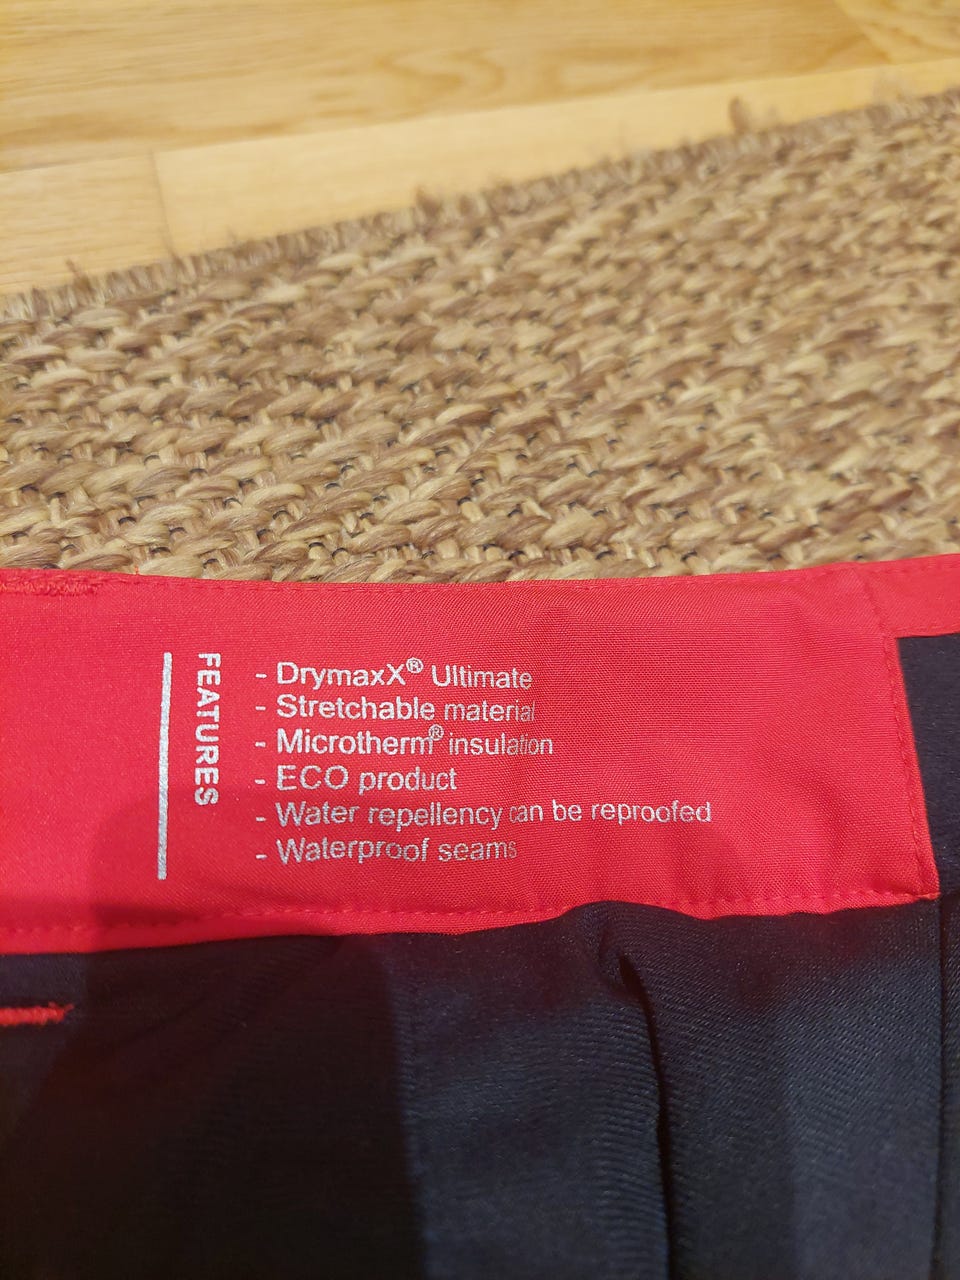 FEATURES
- DrymaxX® Ultimate
- Stretchable material
- Microtherm® insulation
- ECO product
- Water repellency can be reproofed
- Waterproof seams